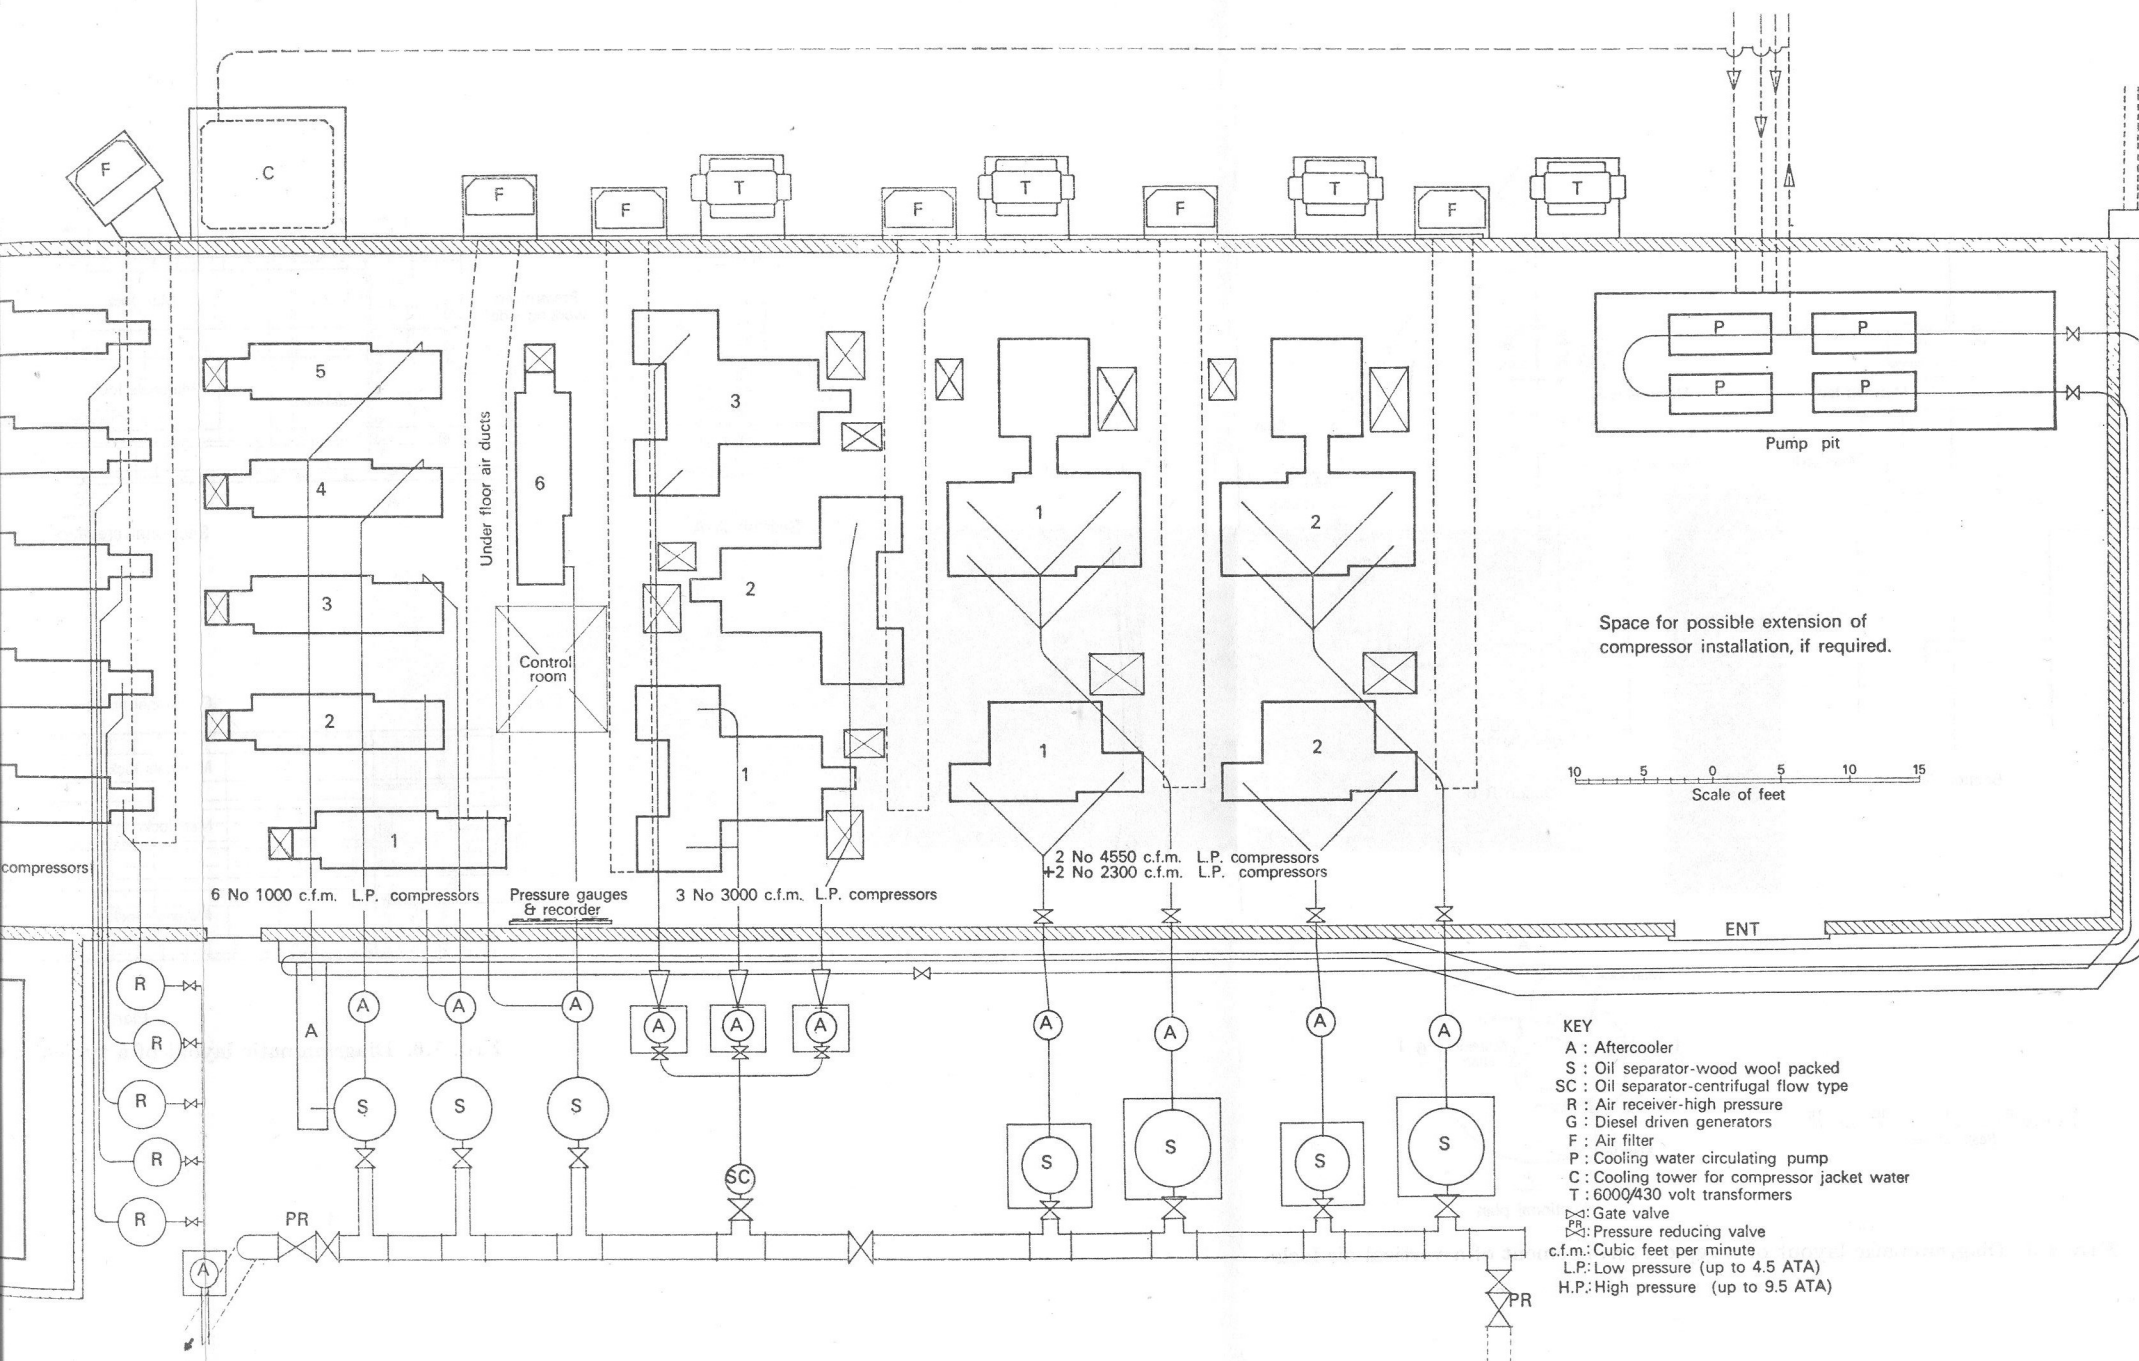 F
C
F
F
T
F
T
F
T
F
T
P
P
P
P
Pump pit
5
4
3
2
1
Under floor air ducts
6
Control
room
3
2
1
1
2
1
2
Space for possible extension of
compressor installation, if required.
10 5 0 5 10 15
Scale of feet
compressors
6 No 1000 c.f.m. L.P. compressors
Pressure gauges
& recorder
3 No 3000 c.f.m. L.P. compressors
2 No 4550 c.f.m. L.P. compressors
+2 No 2300 c.f.m. L.P. compressors
ENT
R
R
R
R
R
A
A
A
A
A
A
A
A
A
A
A
S
S
S
SC
S
S
S
S
PR
A
PR
KEY
A : Aftercooler
S : Oil separator-wood wool packed
SC : Oil separator-centrifugal flow type
R : Air receiver-high pressure
G : Diesel driven generators
F : Air filter
P : Cooling water circulating pump
C : Cooling tower for compressor jacket water
T : 6000/430 volt transformers
: Gate valve
PR : Pressure reducing valve
c.f.m.: Cubic feet per minute
L.P.: Low pressure (up to 4.5 ATA)
H.P.: High pressure (up to 9.5 ATA)